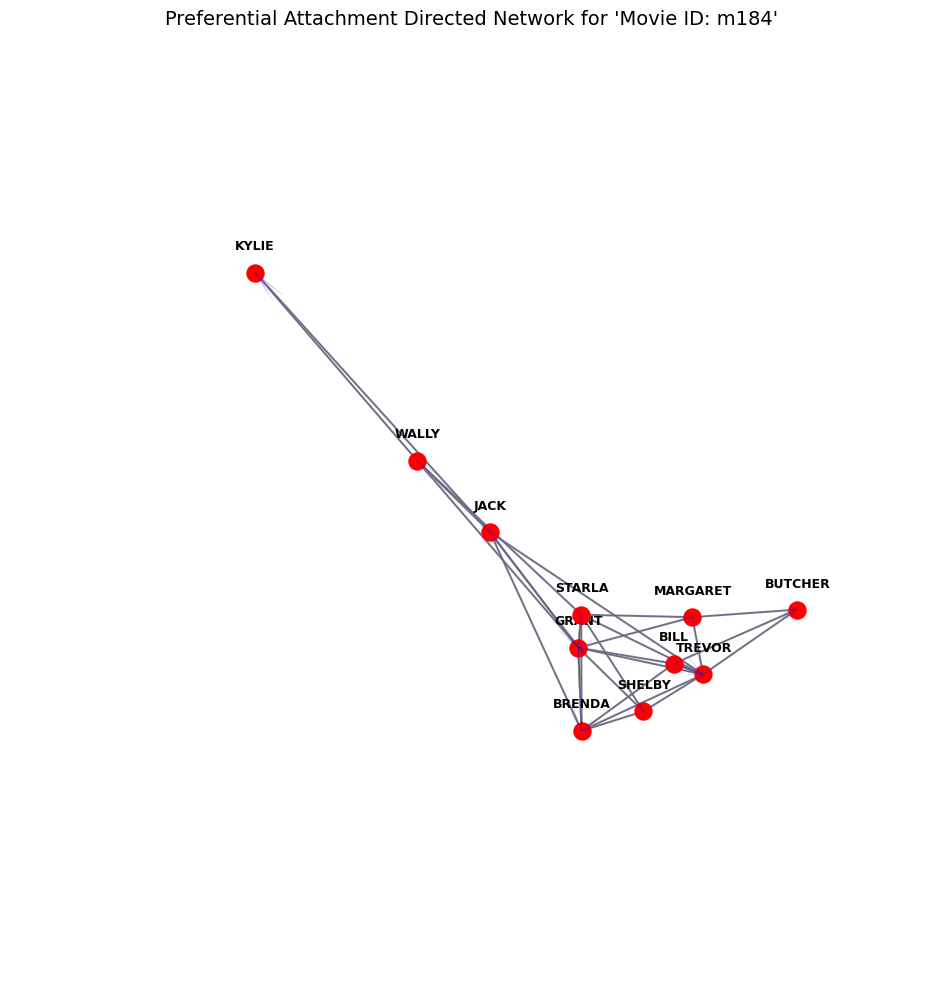 Preferential Attachment Directed Network for 'Movie ID: m184'
KYLIE
WALLY
JACK
STARLA
MARGARET
BUTCHER
GRANT
BILL
TREVOR
SHELBY
BRENDA